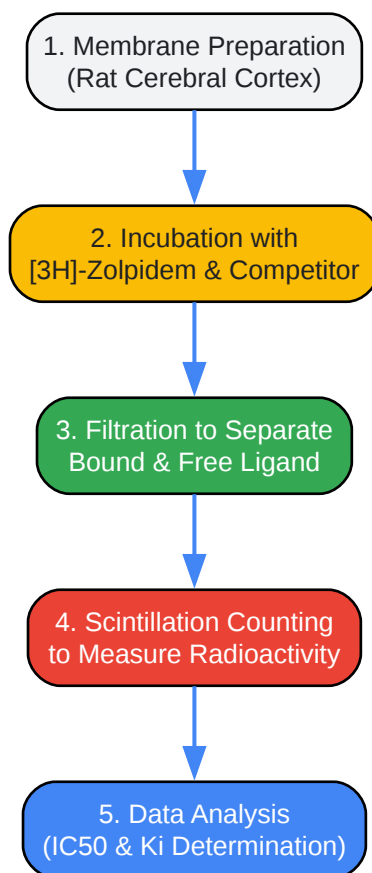 1. Membrane Preparation
(Rat Cerebral Cortex)
2. Incubation with
[3H]-Zolpidem & Competitor
3. Filtration to Separate
Bound & Free Ligand
4. Scintillation Counting
to Measure Radioactivity
5. Data Analysis
(IC50 & Ki Determination)